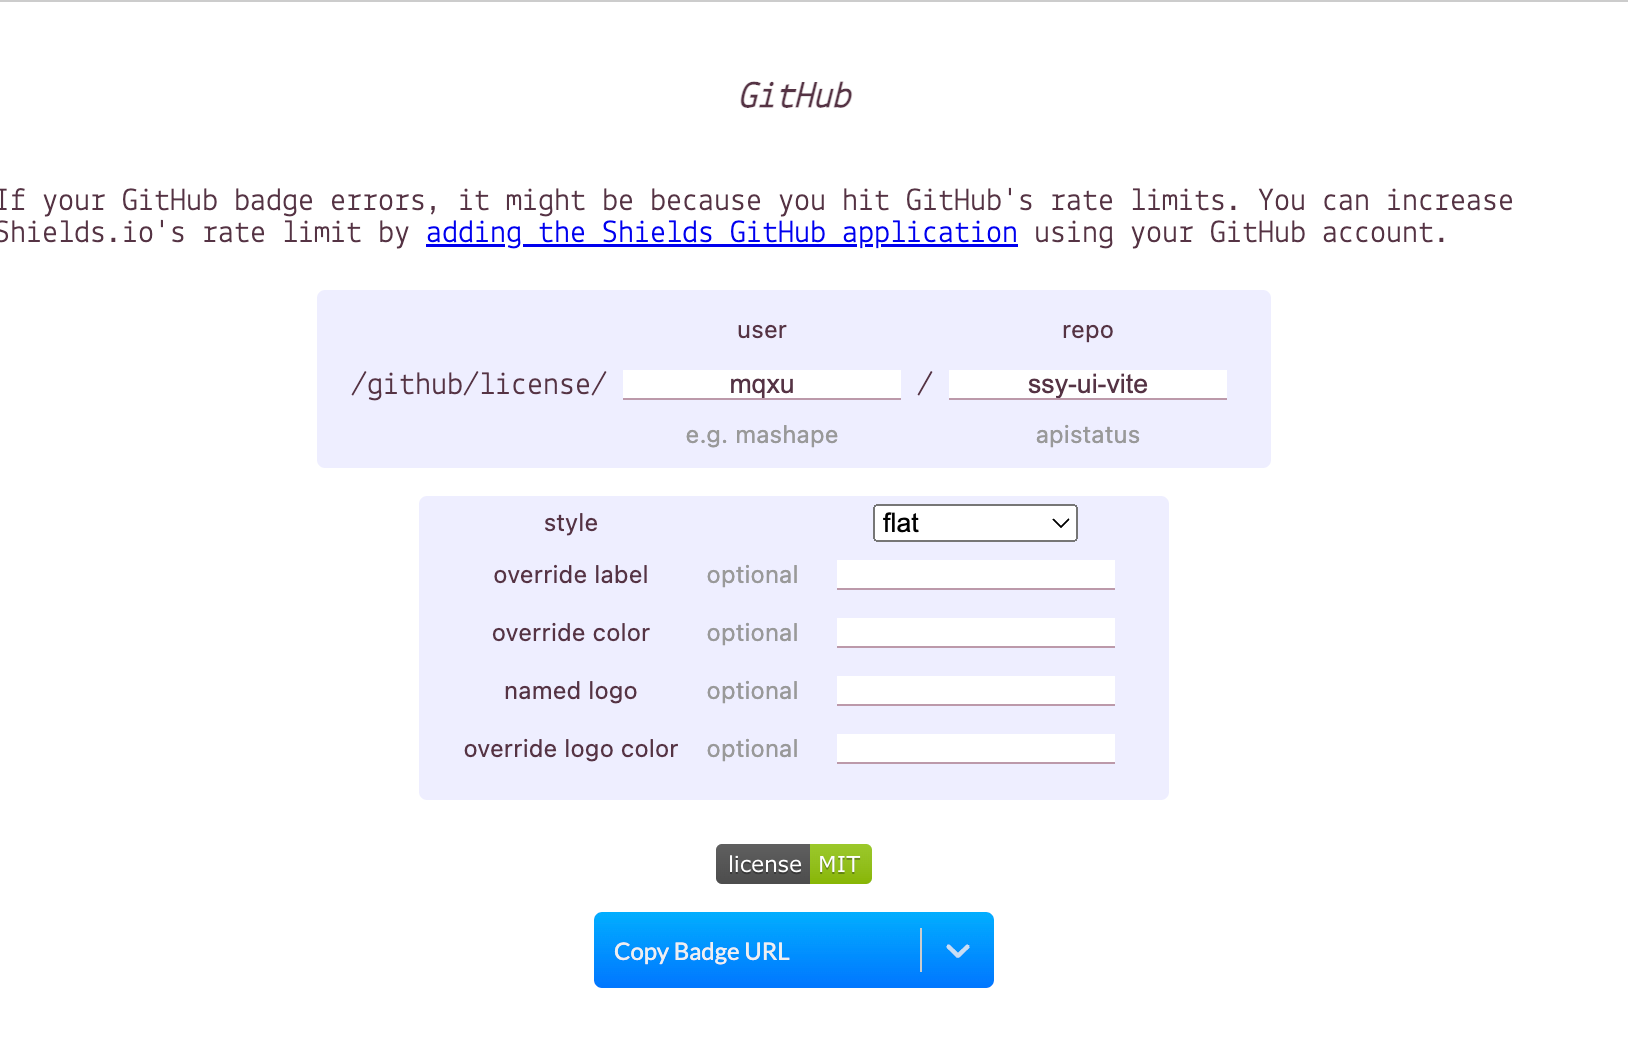 GitHub
If your GitHub badge errors, it might be because you hit GitHub's rate limits. You can increase
Shields.io's rate limit by adding the Shields GitHub application using your GitHub account.
user repo
/github/license/ mqxu / ssy-ui-vite
e.g. mashape apistatus
style flat
override label optional
override color optional
named logo optional
override logo color optional
license MIT
Copy Badge URL